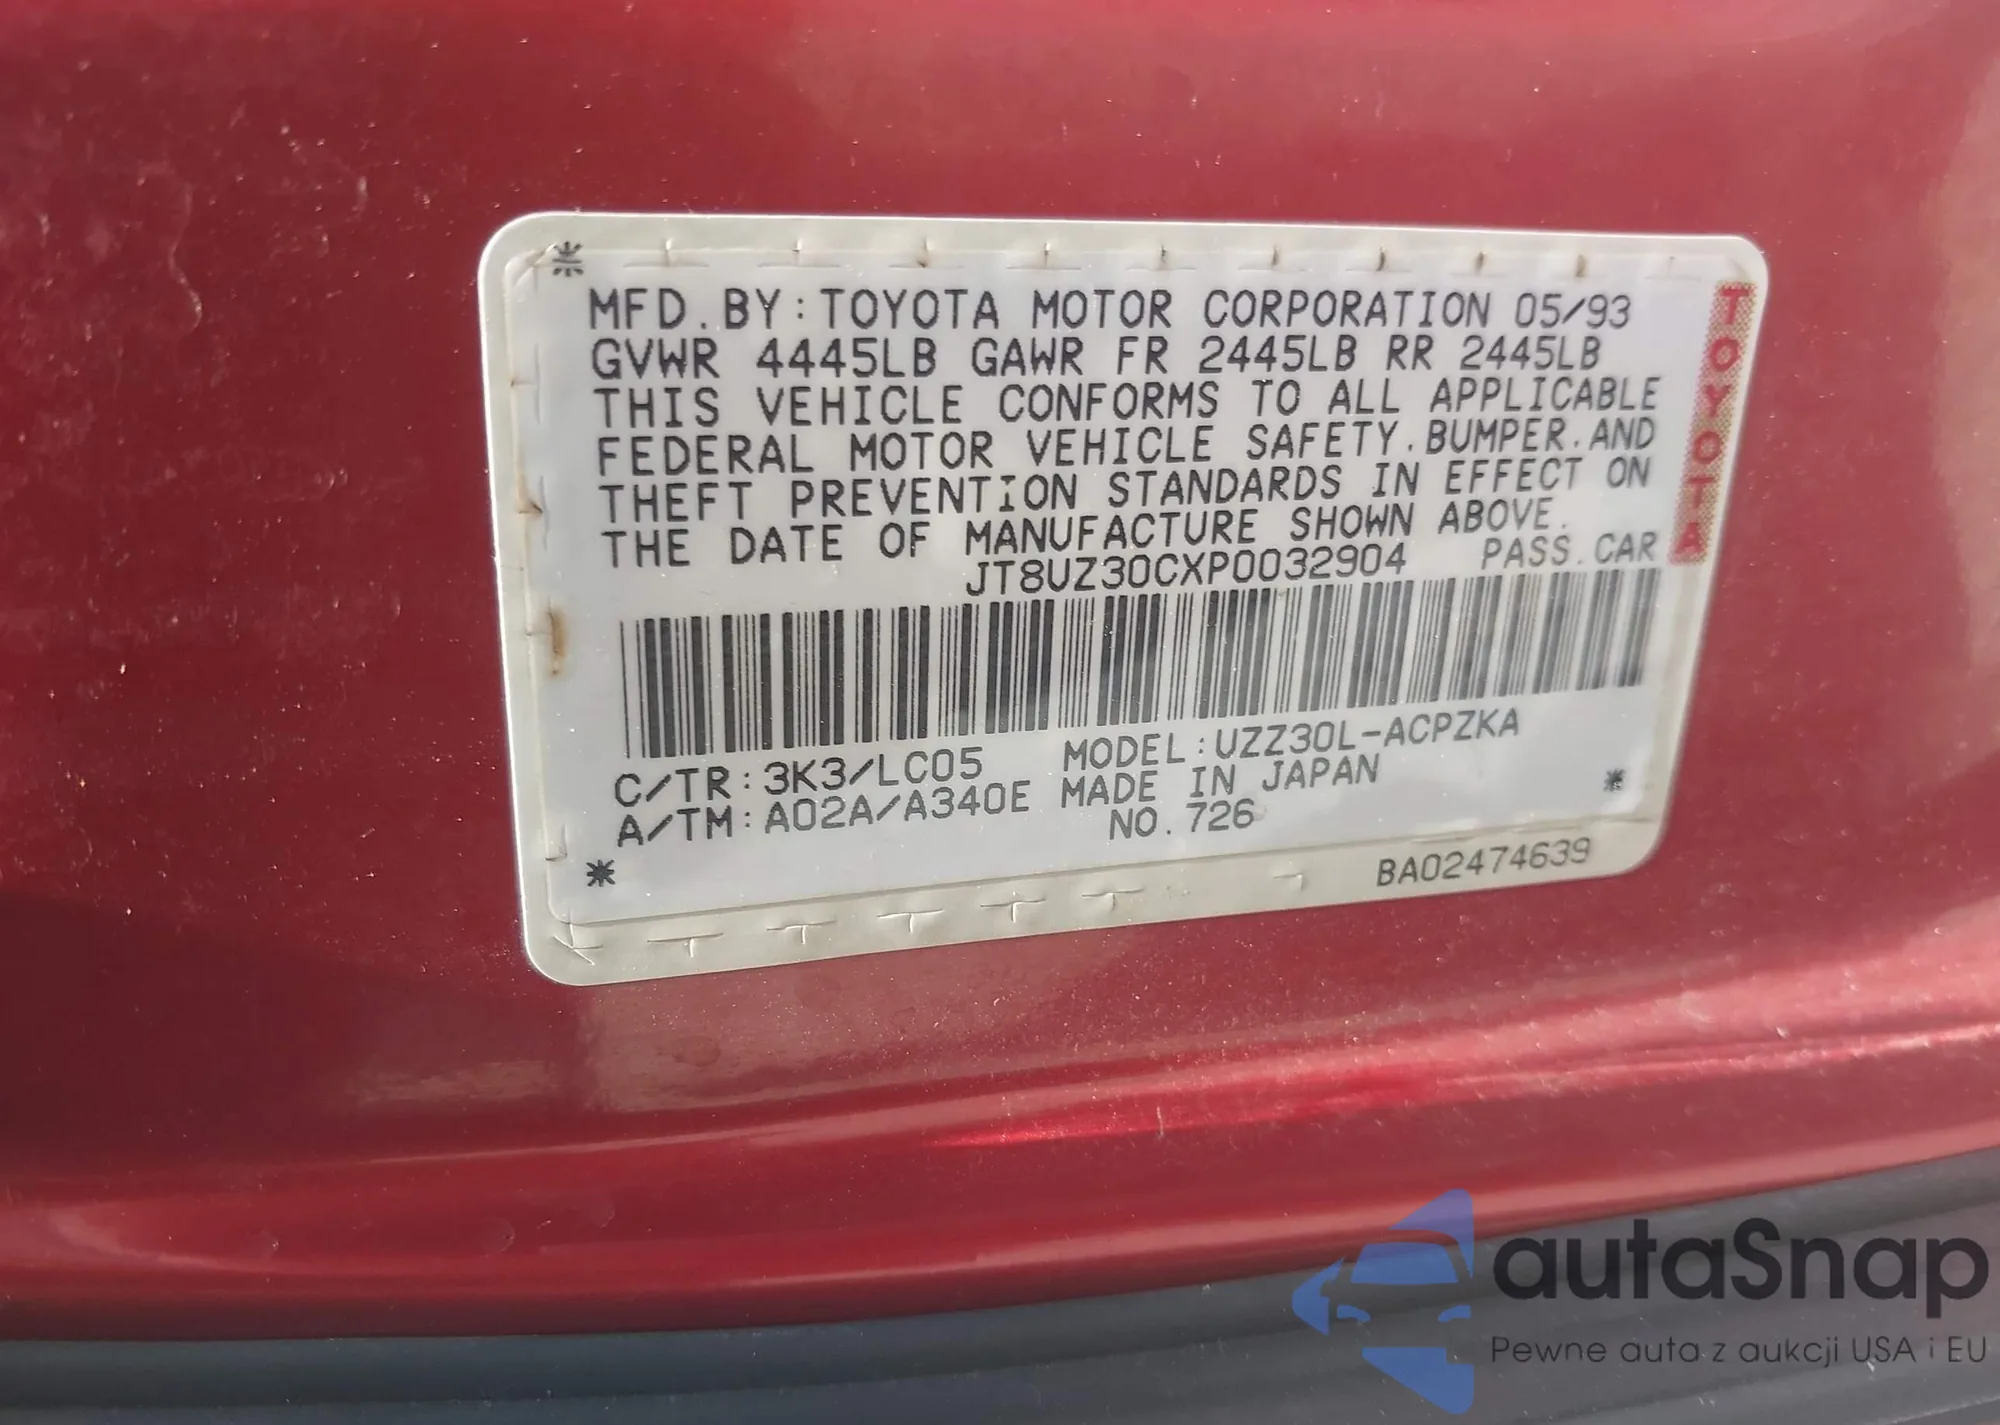 MFD.BY:TOYOTA MOTOR CORPORATION 05/93
GVWR 4445LB GAWR FR 2445LB RR 2445LB
THIS VEHICLE CONFORMS TO ALL APPLICABLE
FEDERAL MOTOR VEHICLE SAFETY.BUMPER.AND
THEFT PREVENTION STANDARDS IN EFFECT ON
THE DATE OF MANUFACTURE SHOWN ABOVE.
JT8UZ30CXP0032904 PASS.CAR
C/TR:3K3/LC05 MODEL:UZZ30L-ACPZKA
A/TM:A02A/A340E MADE IN JAPAN
NO.726
BA02474639
TOYOTA
autaSnap
Pewne auta z aukcji USA i EU